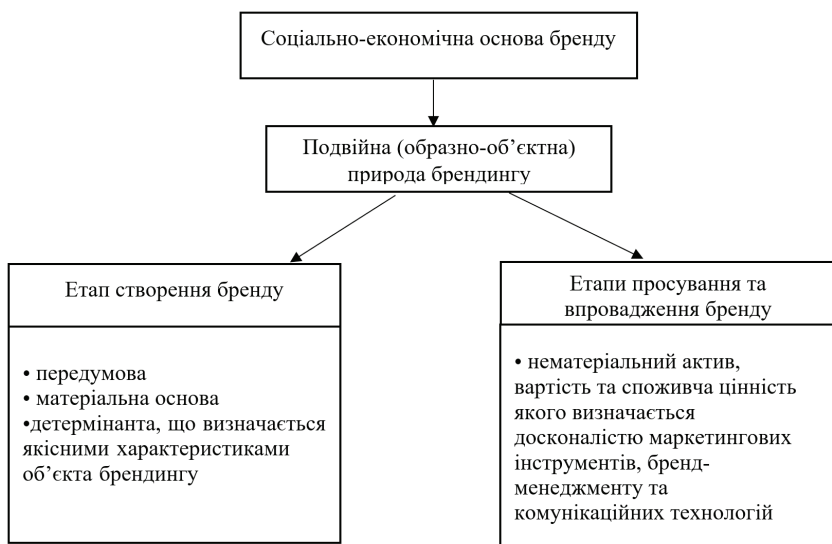 Соціально-економічна основа бренду
Подвійна (образно-об’єктна)
природа брендингу
Етап створення бренду
• передумова
• матеріальна основа
•детермінанта, що визначається
якісними характеристиками
об’єкта брендингу
Етапи просування та
впровадження бренду
• нематеріальний актив,
вартість та споживча цінність
якого визначається
досконалістю маркетингових
інструментів, бренд-
менеджменту та
комунікаційних технологій